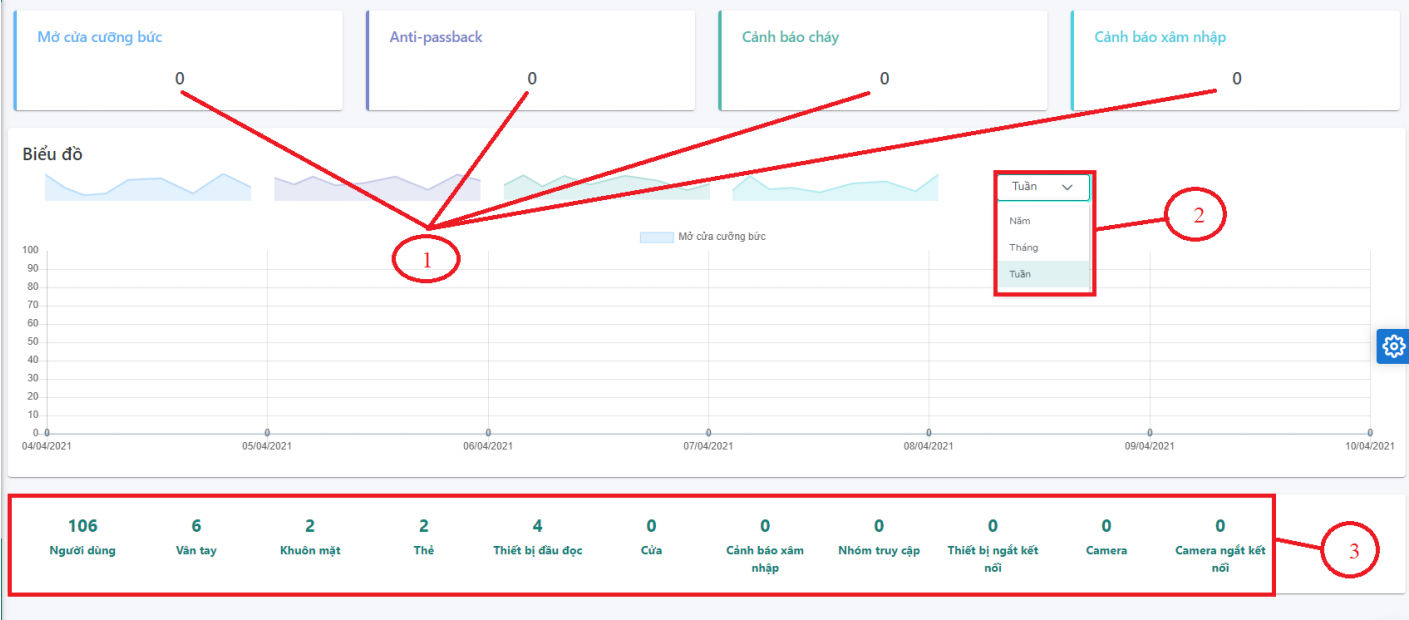 Mở cửa cưỡng bức
Anti-passback
Cảnh báo cháy
Cảnh báo xâm nhập
0
0
0
0
Biểu đồ
Tuần
Năm
Tháng
Tuần
2
Mở cửa cưỡng bức
1
100
90
80
70
60
50
40
30
20
10
0
0
0
0
0
0
0
0
04/04/2021
05/04/2021
06/04/2021
07/04/2021
08/04/2021
09/04/2021
10/04/2021
106
Người dùng
6
Vân tay
2
Khuôn mặt
2
Thẻ
4
Thiết bị đầu đọc
0
Cửa
0
Cảnh báo xâm
nhập
0
Nhóm truy cập
0
Thiết bị ngắt kết
nối
0
Camera
0
Camera ngắt kết
nối
3